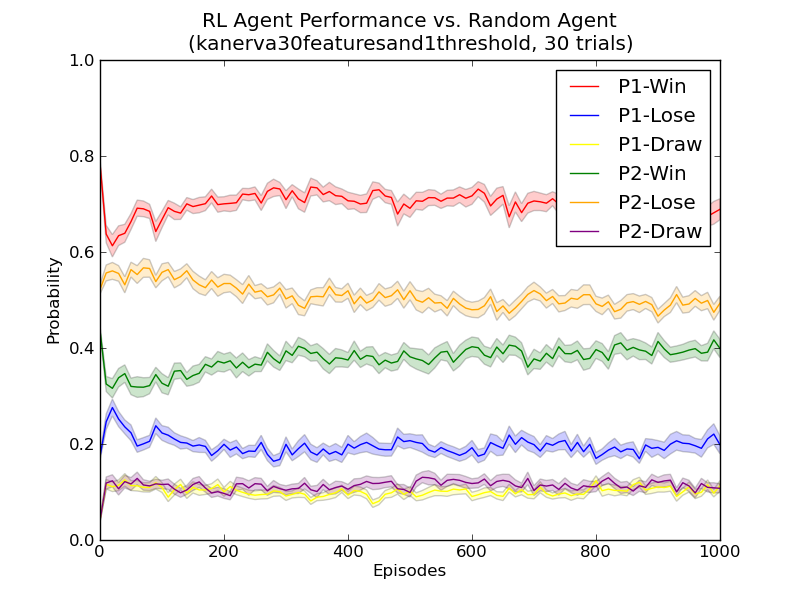 RL Agent Performance vs. Random Agent
(kanerva30featuresand1threshold, 30 trials)
1.0
0.8
0.6
0.4
0.2
0.0
Probability
P1-Win
P1-Lose
P1-Draw
P2-Win
P2-Lose
P2-Draw
0 200 400 600 800 1000
Episodes